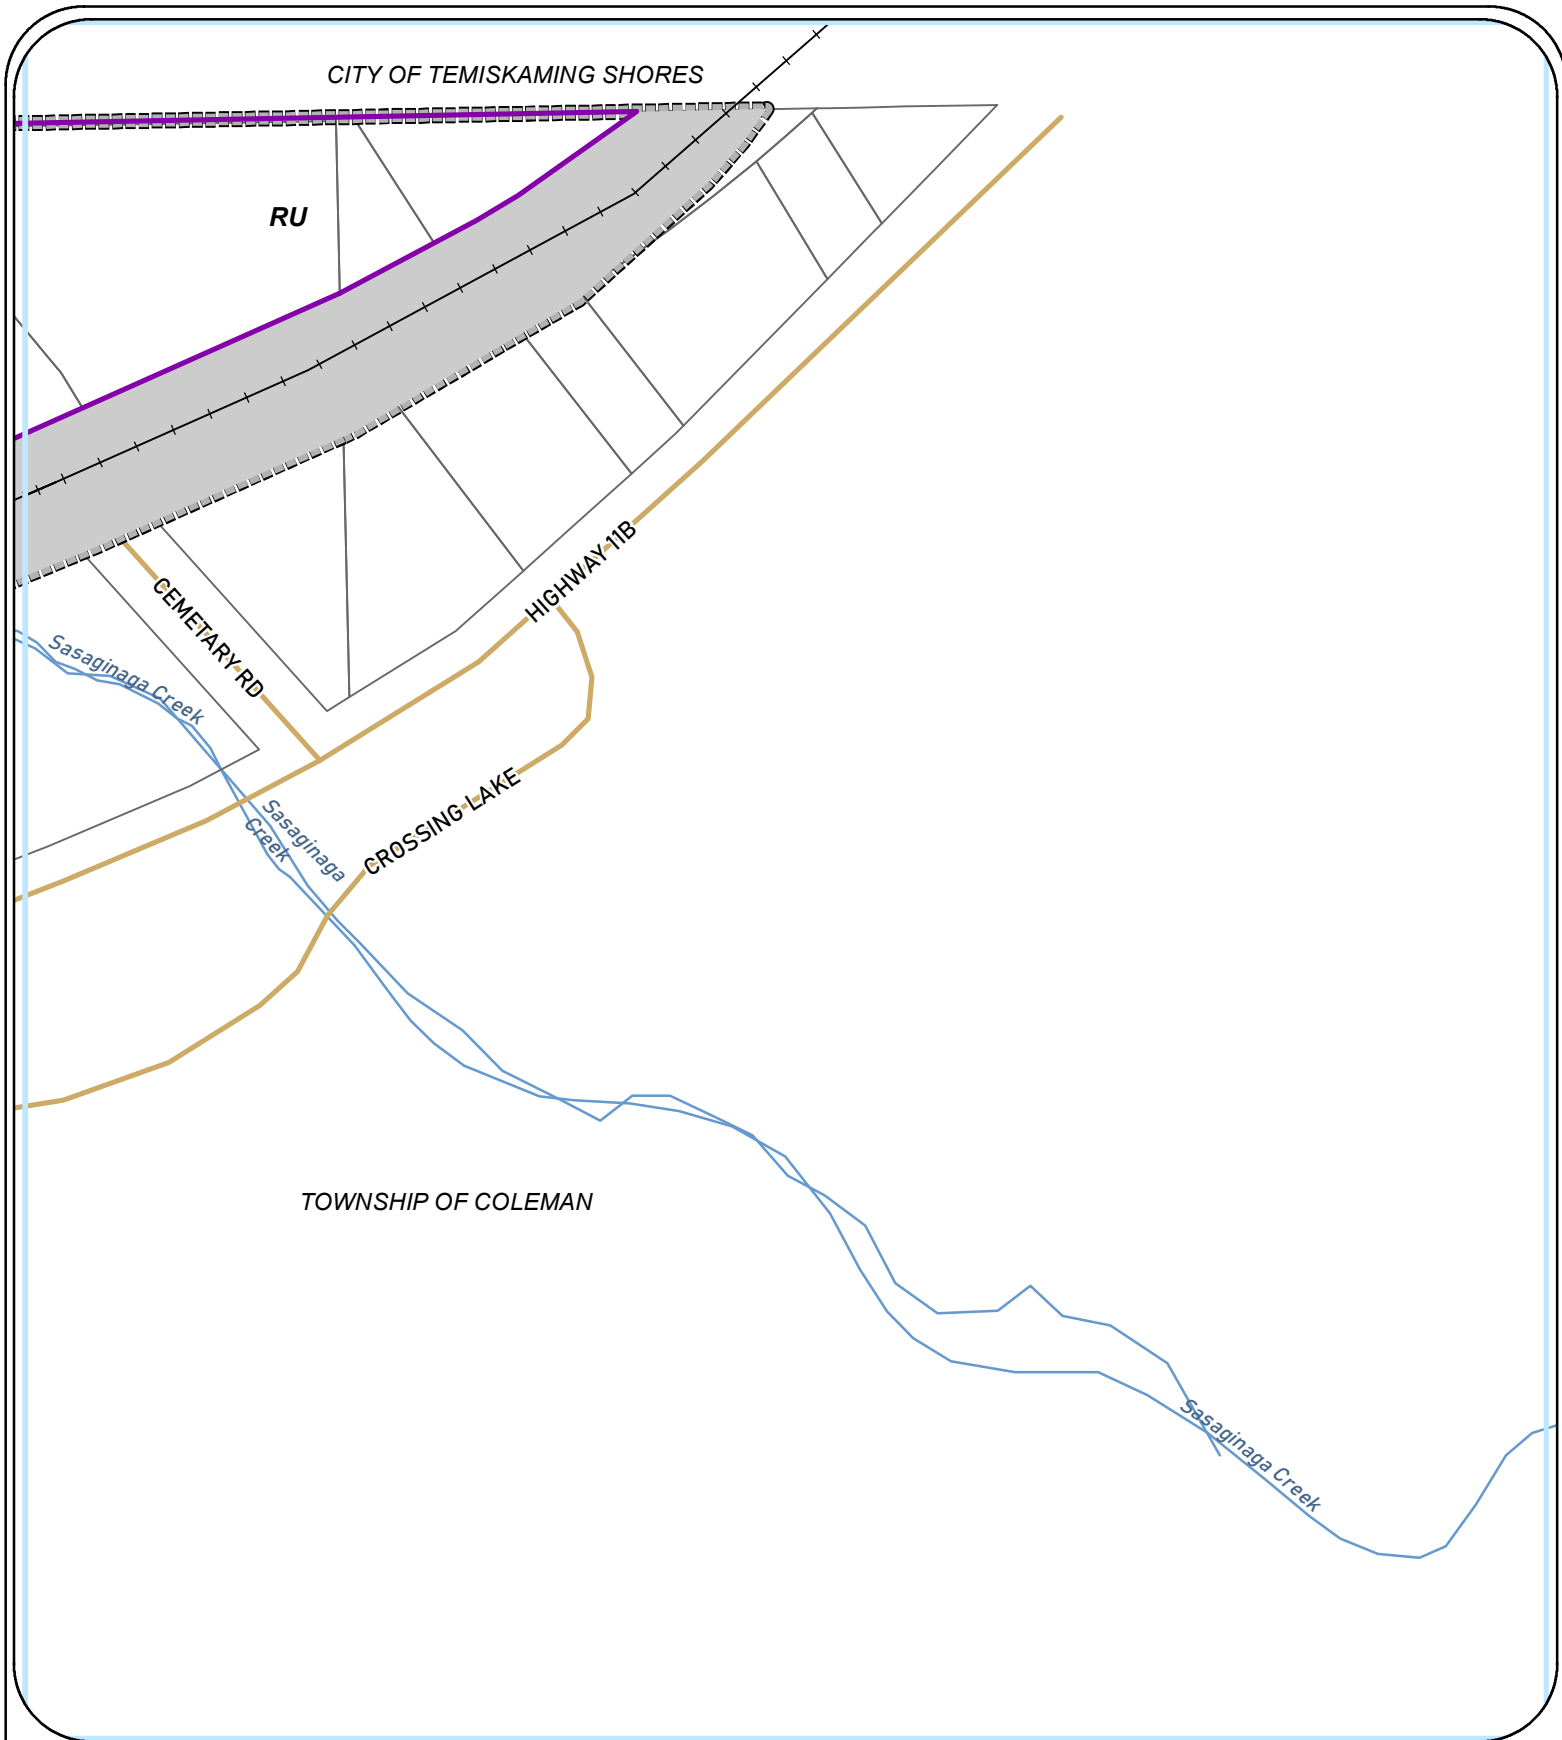 CITY OF TEMISKAMING SHORES
RU
HIGHWAY 11B
CEMETARY RD
Sasaginaga Creek
CROSSING LAKE
Sasaginaga
Creek
TOWNSHIP OF COLEMAN
Sasaginaga Creek